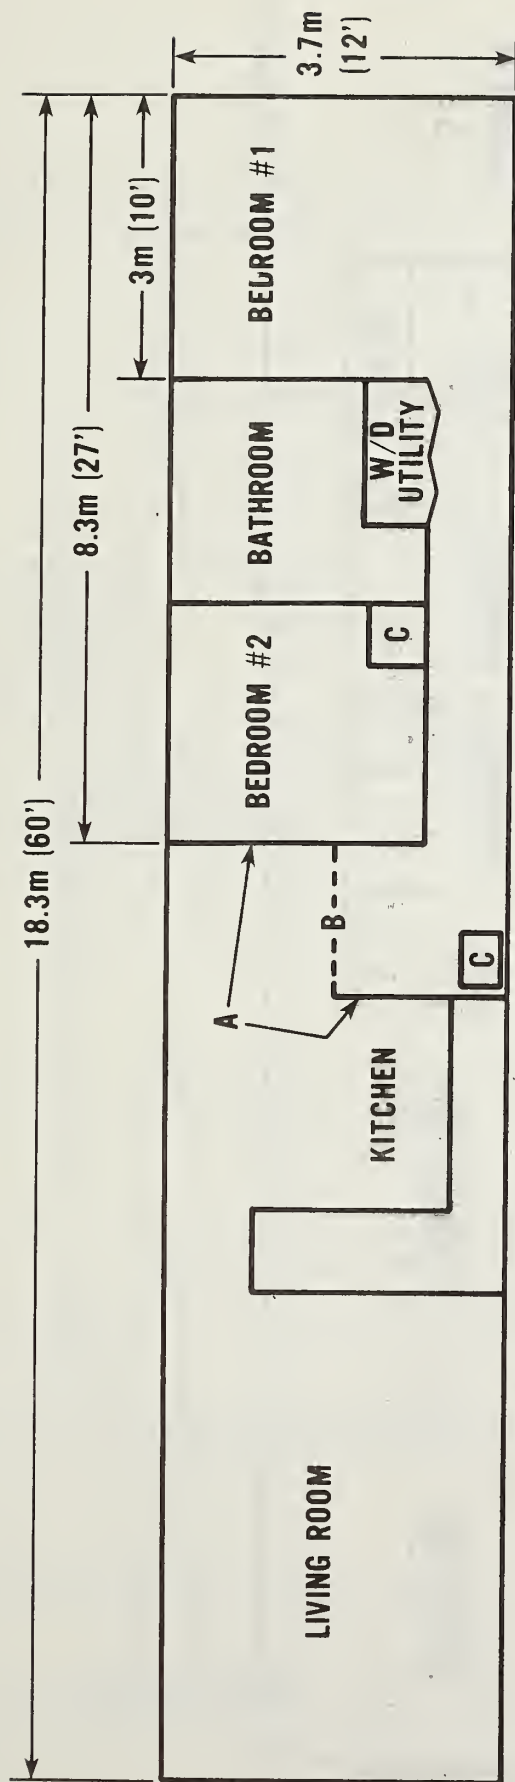 18.3m (60')
8.3m (27')
3m (10')
3.7m
(12')
LIVING ROOM
KITCHEN
A
B
C
BEDROOM #2
C
BATHROOM
W/D
UTILITY
BEDROOM #1